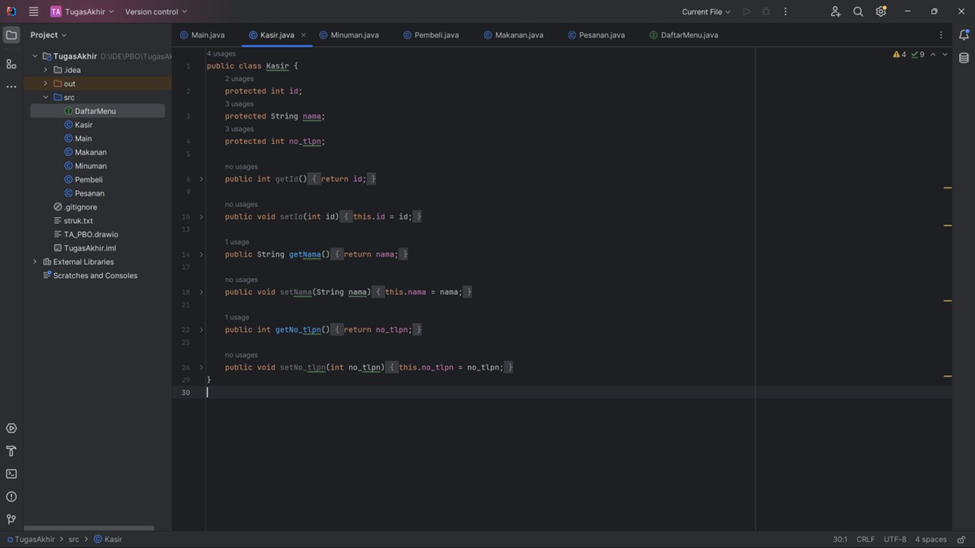 TA TugasAkhir Version control Current File
Project
Main.java Kasir.java Minuman.java Pembeli.java Makanan.java Pesanan.java DaftarMenu.java
TugasAkhir D:\IDE\PBO\TugasAk
.idea
out
src
DaftarMenu
Kasir
Main
Makanan
Minuman
Pembeli
Pesanan
.gitignore
struk.txt
TA_PBO.drawio
TugasAkhir.iml
External Libraries
Scratches and Consoles
4 9
4 usages
1 public class Kasir {
2 usages
2 protected int id;
3 usages
3 protected String nama;
3 usages
4 protected int no_tlpn;
5
no usages
6 public int getId() { return id; }
9
no usages
10 public void setId(int id) { this.id = id; }
13
1 usage
14 public String getNama() { return nama; }
17
no usages
18 public void setNama(String nama) { this.nama = nama; }
21
1 usage
22 public int getNo_tlpn() { return no_tlpn; }
25
no usages
26 public void setNo_tlpn(int no_tlpn) { this.no_tlpn = no_tlpn; }
29 }
30
TugasAkhir > src > Kasir 30:1 CRLF UTF-8 4 spaces